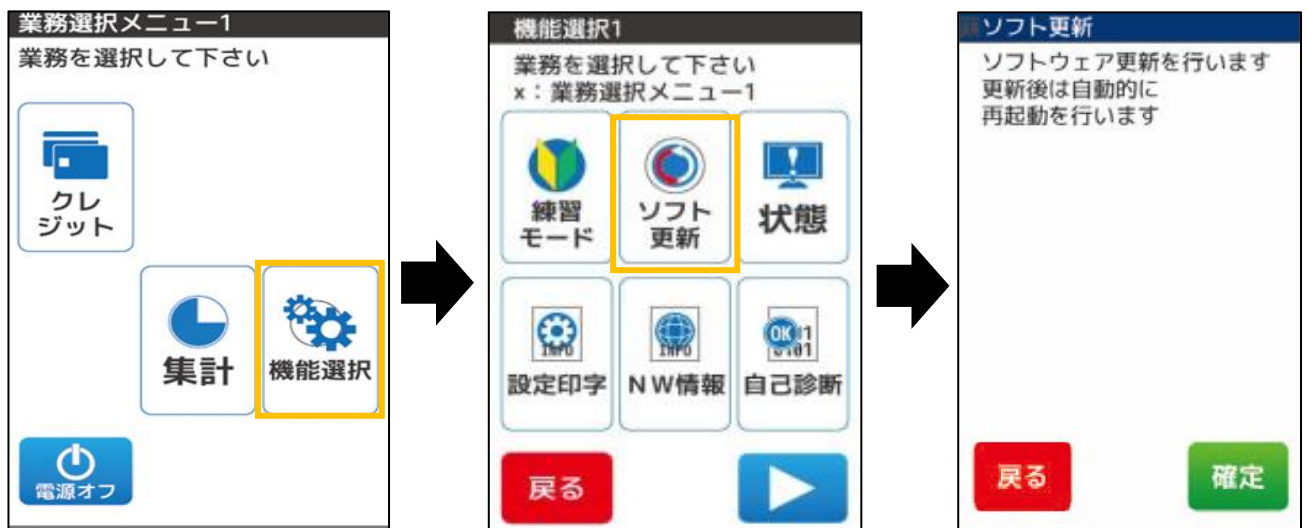 業務選択メニュー1
業務を選択して下さい
クレ
ジット
集計
機能選択
電源オフ
機能選択1
業務を選択して下さい
x：業務選択メニュー1
練習
モード
ソフト
更新
状態
INFO
設定印字
INFO
NW情報
OK
自己診断
戻る
ソフト更新
ソフトウェア更新を行います
更新後は自動的に
再起動を行います
戻る
確定